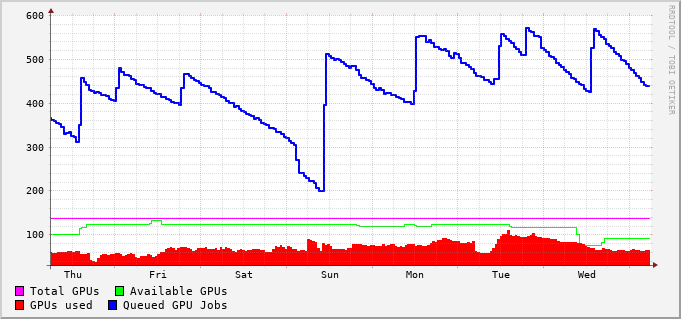 600
500
400
300
200
100
Thu Fri Sat Sun Mon Tue Wed
Total GPUs Available GPUs
GPUs used Queued GPU Jobs
RRDTOOL / TOBI OETIKER